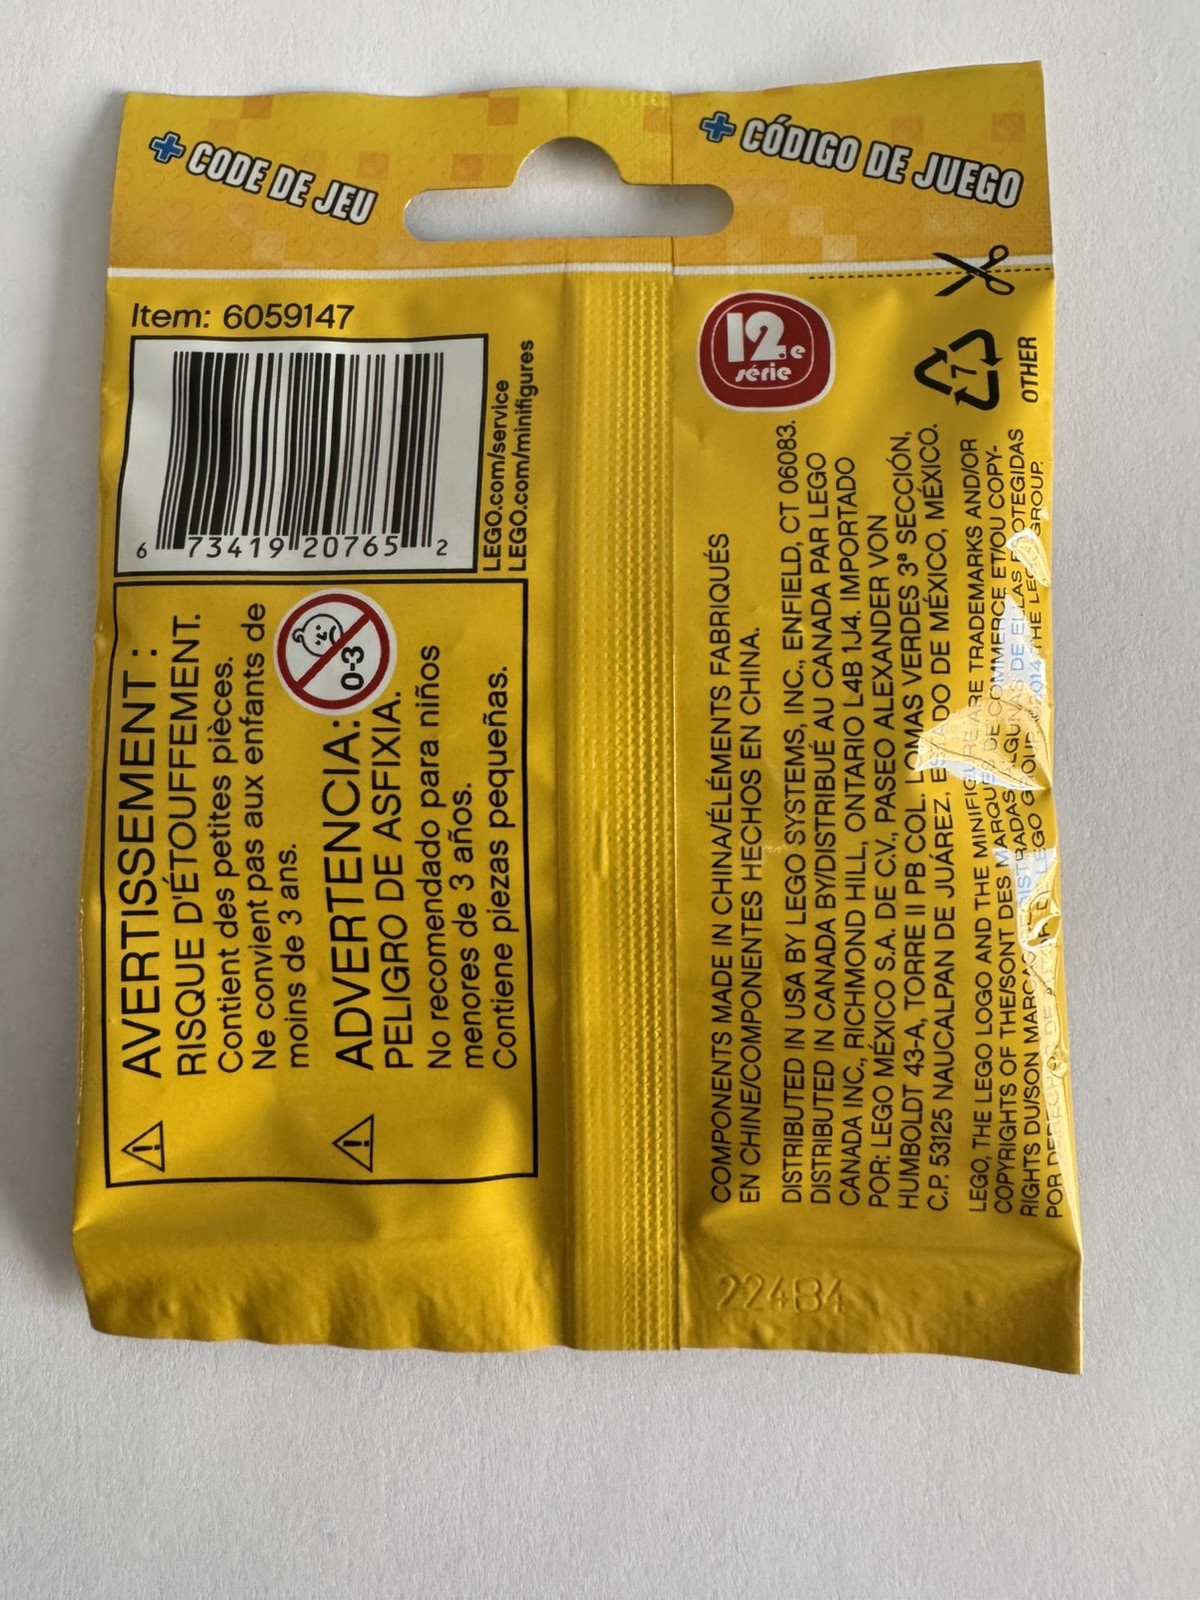 + CODE DE JEU
+ CÓDIGO DE JUEGO
Item: 6059147
6 73419 20765 2
LEGO.com/service
LEGO.com/minifigures
AVERTISSEMENT :
RISQUE D'ÉTOUFFEMENT.
Contient des petites pièces.
Ne convient pas aux enfants de
moins de 3 ans.
0-3
ADVERTENCIA:
PELIGRO DE ASFIXIA.
No recomendado para niños
menores de 3 años.
Contiene piezas pequeñas.
12e
série
7
OTHER
COMPONENTS MADE IN CHINA/ÉLÉMENTS FABRIQUÉS
EN CHINE/COMPONENTES HECHOS EN CHINA.
DISTRIBUTED IN USA BY LEGO SYSTEMS, INC., ENFIELD, CT 06083.
DISTRIBUTED IN CANADA BY/DISTRIBUÉ AU CANADA PAR LEGO
CANADA INC., RICHMOND HILL, ONTARIO L4B 1J4. IMPORTADO
POR: LEGO MÉXICO S.A. DE C.V., PASEO ALEXANDER VON
HUMBOLDT 43-A, TORRE II PB COL. LOMAS VERDES 3ª SECCIÓN,
C.P. 53125 NAUCALPAN DE JUÁREZ, ESTADO DE MÉXICO, MÉXICO.
LEGO, THE LEGO LOGO AND THE MINIFIGURE ARE TRADEMARKS AND/OR
COPYRIGHTS OF THE/SONT DES MARQUES DE COMMERCE ET/OU COPY-
RIGHTS DU/SON MARCAS REGISTRADAS, ALGUNAS DE ELLAS PROTEGIDAS
POR DERECHOS DE LEGO GROUP. 2014 THE LEGO GROUP.
224B4